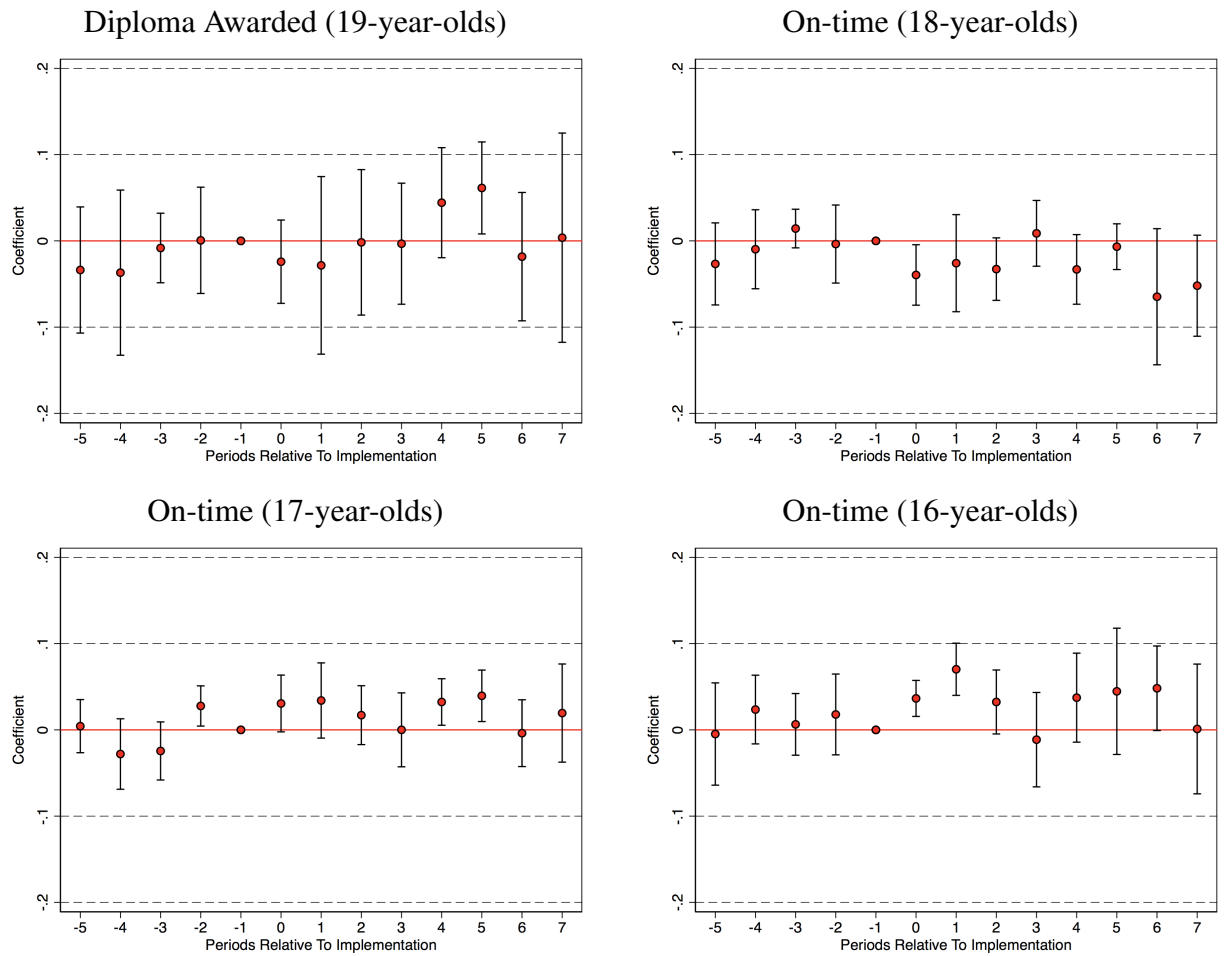 Diploma Awarded (19-year-olds)
.2
.1
0
-.1
-.2
Coefficient
-5 -4 -3 -2 -1 0 1 2 3 4 5 6 7
Periods Relative To Implementation
On-time (18-year-olds)
.2
.1
0
-.1
-.2
Coefficient
-5 -4 -3 -2 -1 0 1 2 3 4 5 6 7
Periods Relative To Implementation
On-time (17-year-olds)
.2
.1
0
-.1
-.2
Coefficient
-5 -4 -3 -2 -1 0 1 2 3 4 5 6 7
Periods Relative To Implementation
On-time (16-year-olds)
.2
.1
0
-.1
-.2
Coefficient
-5 -4 -3 -2 -1 0 1 2 3 4 5 6 7
Periods Relative To Implementation